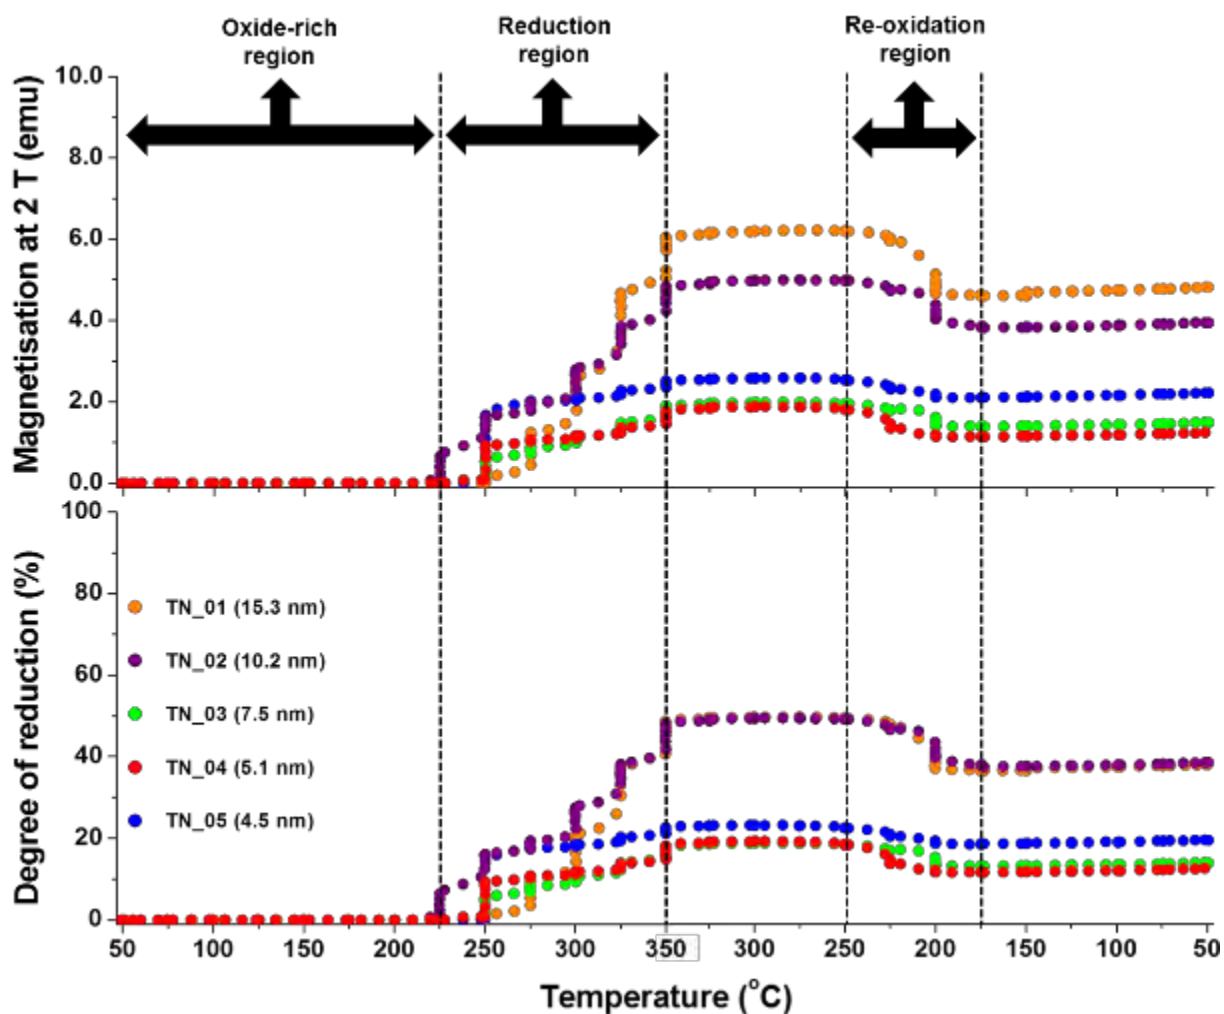 Oxide-rich
region
Reduction
region
Re-oxidation
region
Magnetisation at 2 T (emu)
10.0
8.0
6.0
4.0
2.0
0.0
Degree of reduction (%)
100
80
60
40
20
0
TN_01 (15.3 nm)
TN_02 (10.2 nm)
TN_03 (7.5 nm)
TN_04 (5.1 nm)
TN_05 (4.5 nm)
50 100 150 200 250 300 350 300 250 200 150 100 50
Temperature (°C)